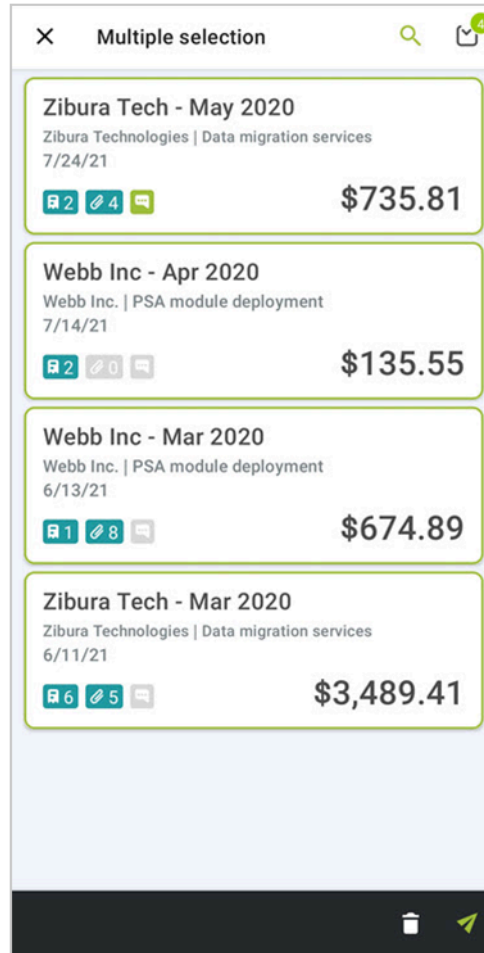 Multiple selection
4
Zibura Tech - May 2020
Zibura Technologies | Data migration services
7/24/21
2 4 $735.81
Webb Inc - Apr 2020
Webb Inc. | PSA module deployment
7/14/21
2 0 $135.55
Webb Inc - Mar 2020
Webb Inc. | PSA module deployment
6/13/21
1 8 $674.89
Zibura Tech - Mar 2020
Zibura Technologies | Data migration services
6/11/21
6 5 $3,489.41